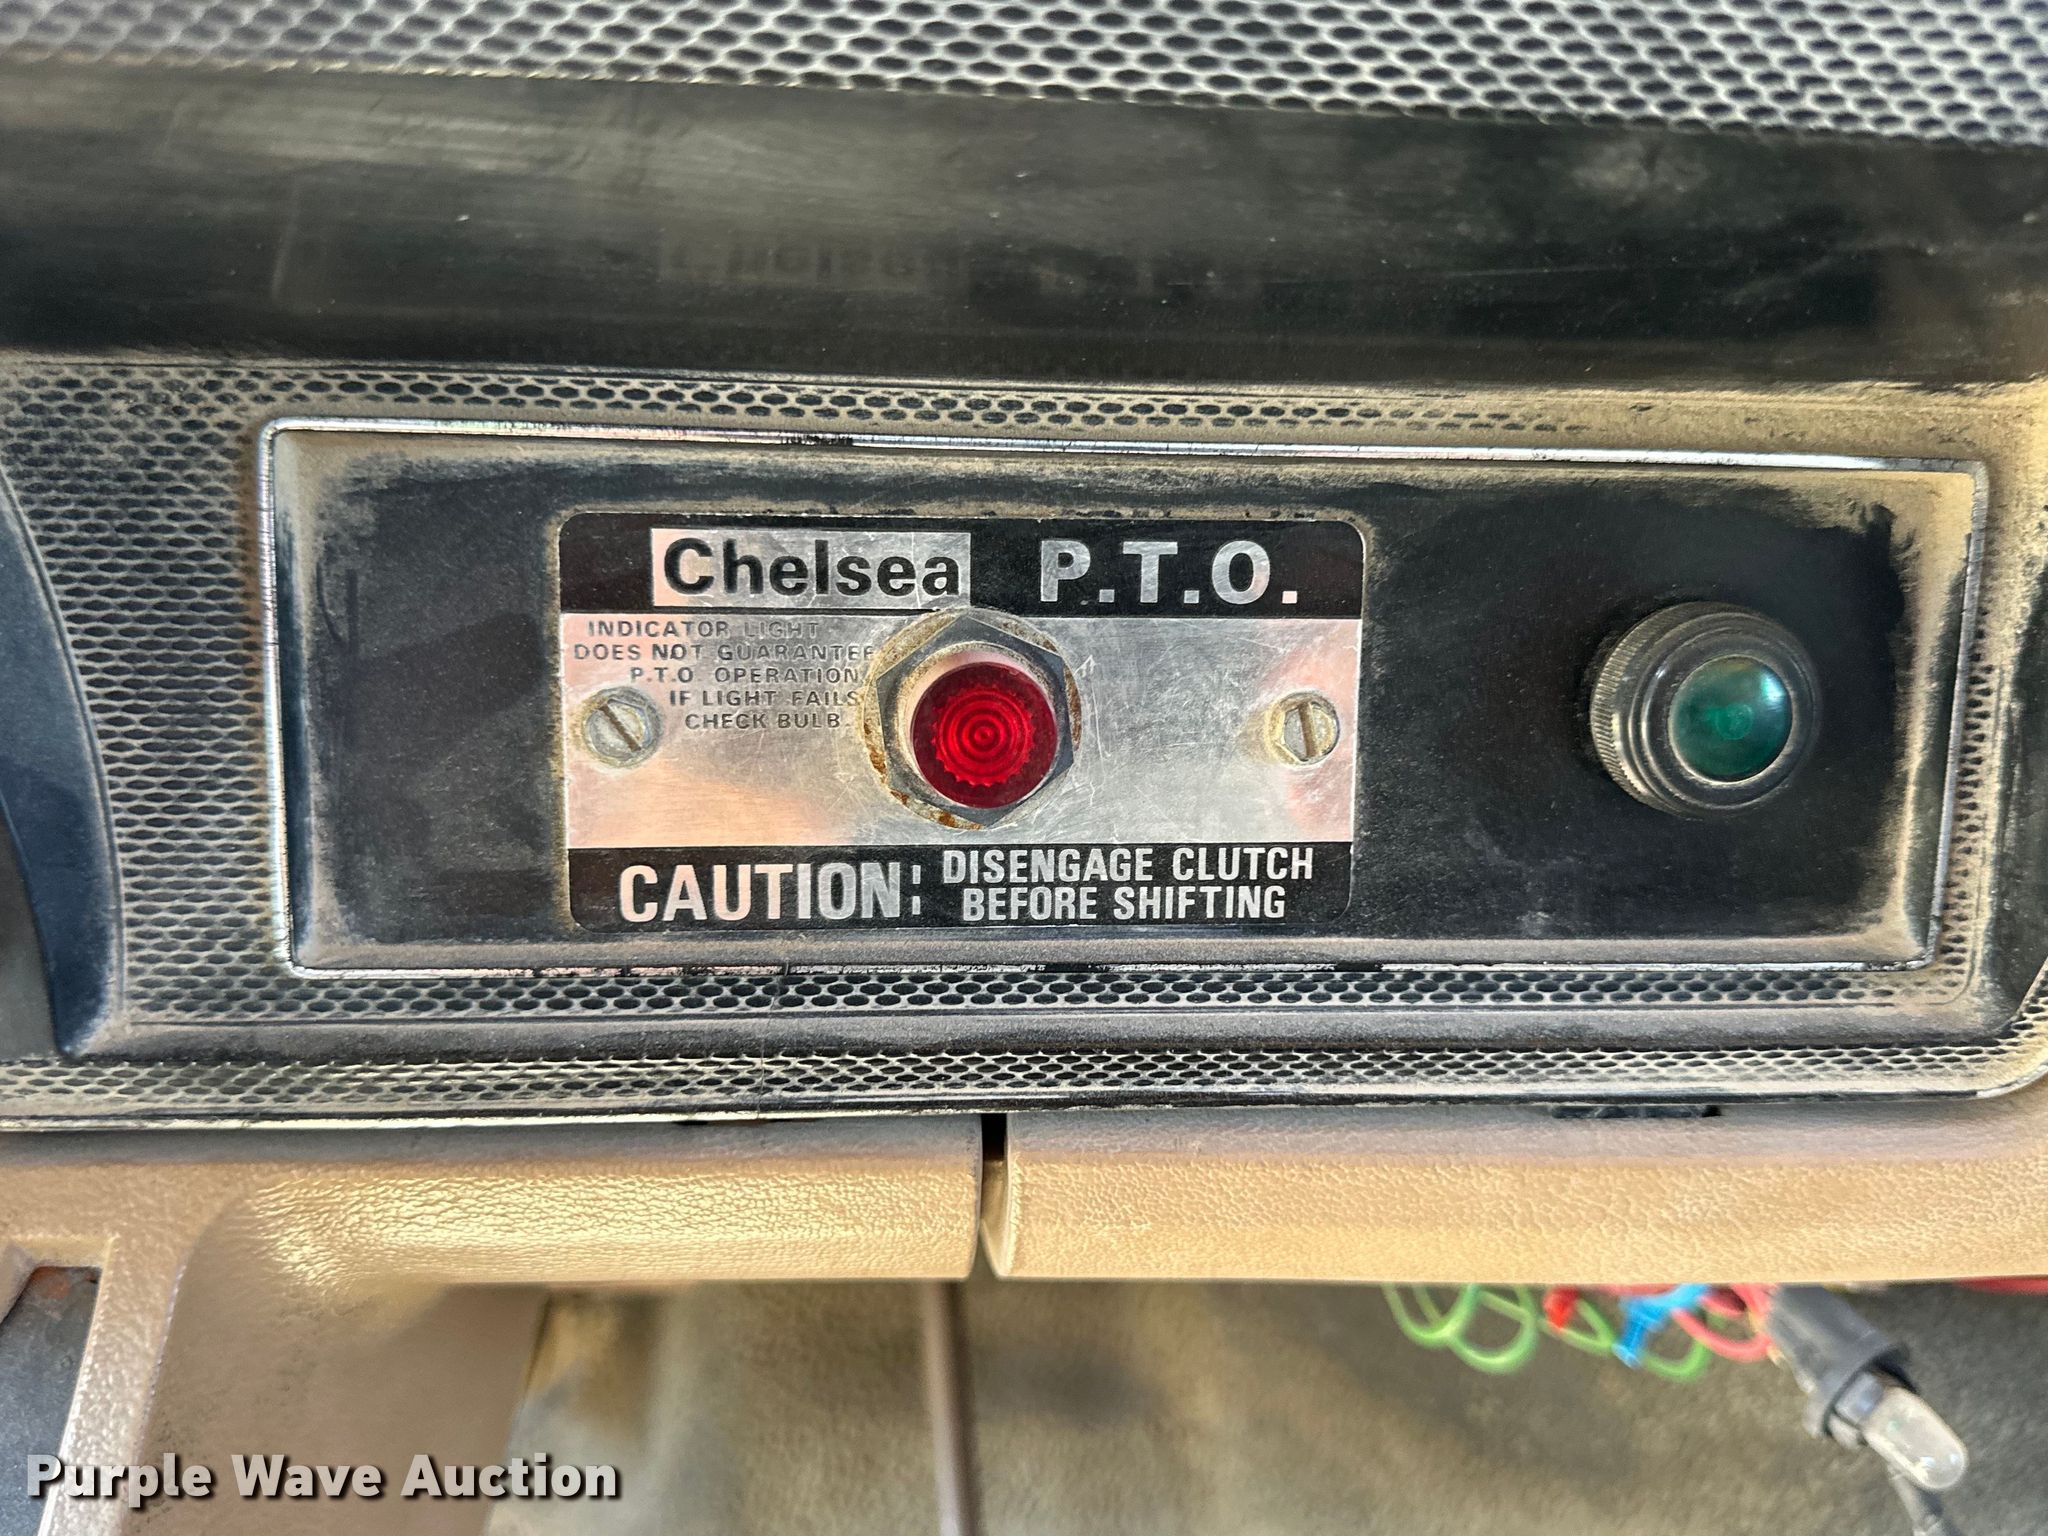 Chelsea P.T.O.
INDICATOR LIGHT
DOES NOT GUARANTEE
P.T.O. OPERATION
IF LIGHT FAILS
CHECK BULB
CAUTION: DISENGAGE CLUTCH
BEFORE SHIFTING
Purple Wave Auction